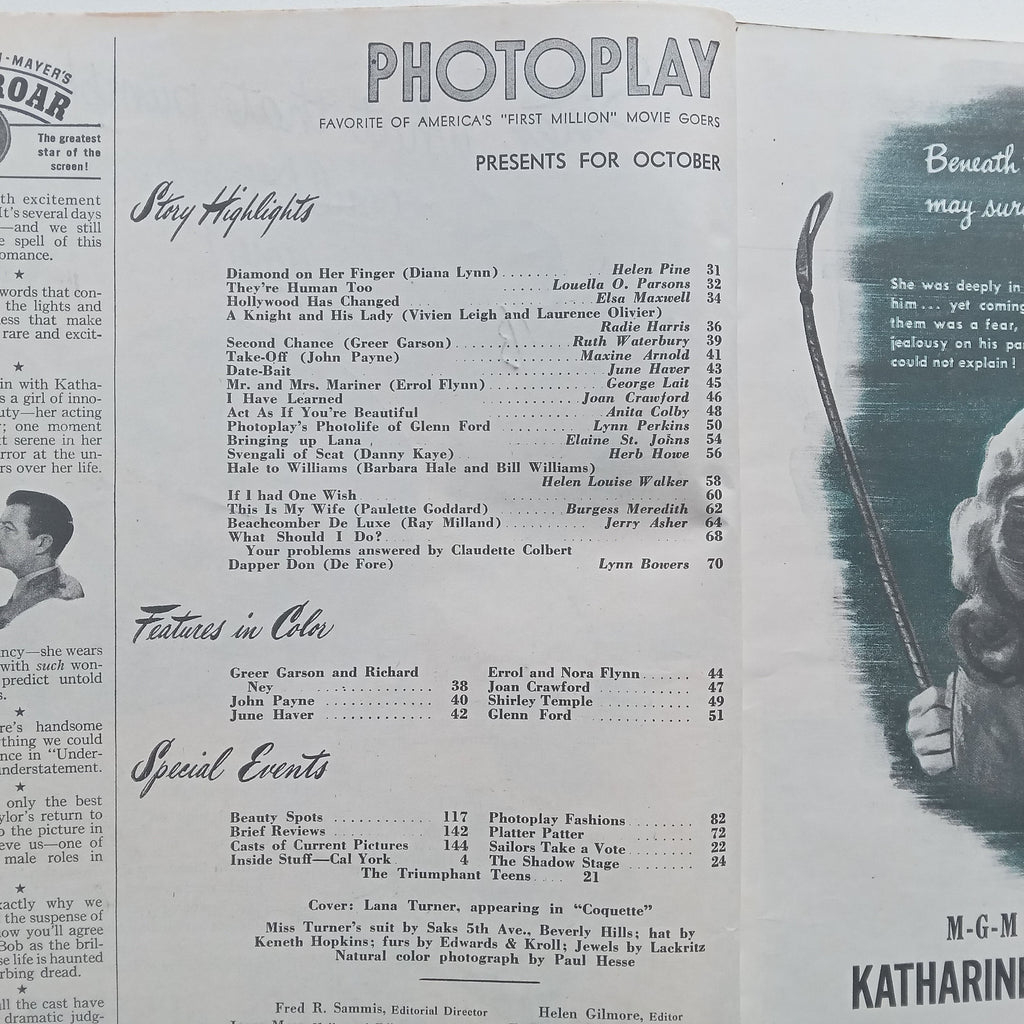 -MAYER'S
ROAR
The greatest
star of the
screen!
th excitement
It's several days
—and we still
e spell of this
omance.
★
words that con-
the lights and
ess that make
rare and excit-
★
in with Katha-
s a girl of inno-
uty—her acting
; one moment
t serene in her
rror at the un-
rs over her life.
ncy—she wears
with such won-
predict untold
s.
★
re's handsome
thing we could
nce in "Under-
understatement.
★
only the best
ylor's return to
o the picture in
eve us—one of
male roles in
★
xactly why we
the suspense of
ow you'll agree
Bob as the bril-
se life is haunted
rbing dread.
★
ll the cast have
dramatic judg-
PHOTOPLAY
FAVORITE OF AMERICA'S "FIRST MILLION" MOVIE GOERS
PRESENTS FOR OCTOBER
Story Highlights
Diamond on Her Finger (Diana Lynn) Helen Pine 31
They're Human Too Louella O. Parsons 32
Hollywood Has Changed Elsa Maxwell 34
A Knight and His Lady (Vivien Leigh and Laurence Olivier)
Radie Harris 36
Second Chance (Greer Garson) Ruth Waterbury 39
Take-Off (John Payne) Maxine Arnold 41
Date-Bait June Haver 43
Mr. and Mrs. Mariner (Errol Flynn) George Lait 45
I Have Learned Joan Crawford 46
Act As If You're Beautiful Anita Colby 48
Photoplay's Photolife of Glenn Ford Lynn Perkins 50
Bringing up Lana Elaine St. Johns 54
Svengali of Scat (Danny Kaye) Herb Howe 56
Hale to Williams (Barbara Hale and Bill Williams)
Helen Louise Walker 58
If I had One Wish 60
This Is My Wife (Paulette Goddard) Burgess Meredith 62
Beachcomber De Luxe (Ray Milland) Jerry Asher 64
What Should I Do? 68
Your problems answered by Claudette Colbert
Dapper Don (De Fore) Lynn Bowers 70
Features in Color
Greer Garson and Richard
Ney 38
John Payne 40
June Haver 42
Errol and Nora Flynn 44
Joan Crawford 47
Shirley Temple 49
Glenn Ford 51
Special Events
Beauty Spots 117
Brief Reviews 142
Casts of Current Pictures 144
Inside Stuff—Cal York 4
Photoplay Fashions 82
Platter Patter 72
Sailors Take a Vote 22
The Shadow Stage 24
The Triumphant Teens 21
Cover: Lana Turner, appearing in "Coquette"
Miss Turner's suit by Saks 5th Ave., Beverly Hills; hat by
Keneth Hopkins; furs by Edwards & Kroll; Jewels by Lackritz
Natural color photograph by Paul Hesse
Fred R. Sammis, Editorial Director
Helen Gilmore, Editor
Beneath
may sur
She was deeply in
him... yet coming
them was a fear,
jealousy on his pa
could not explain!
M-G-M
KATHARINE